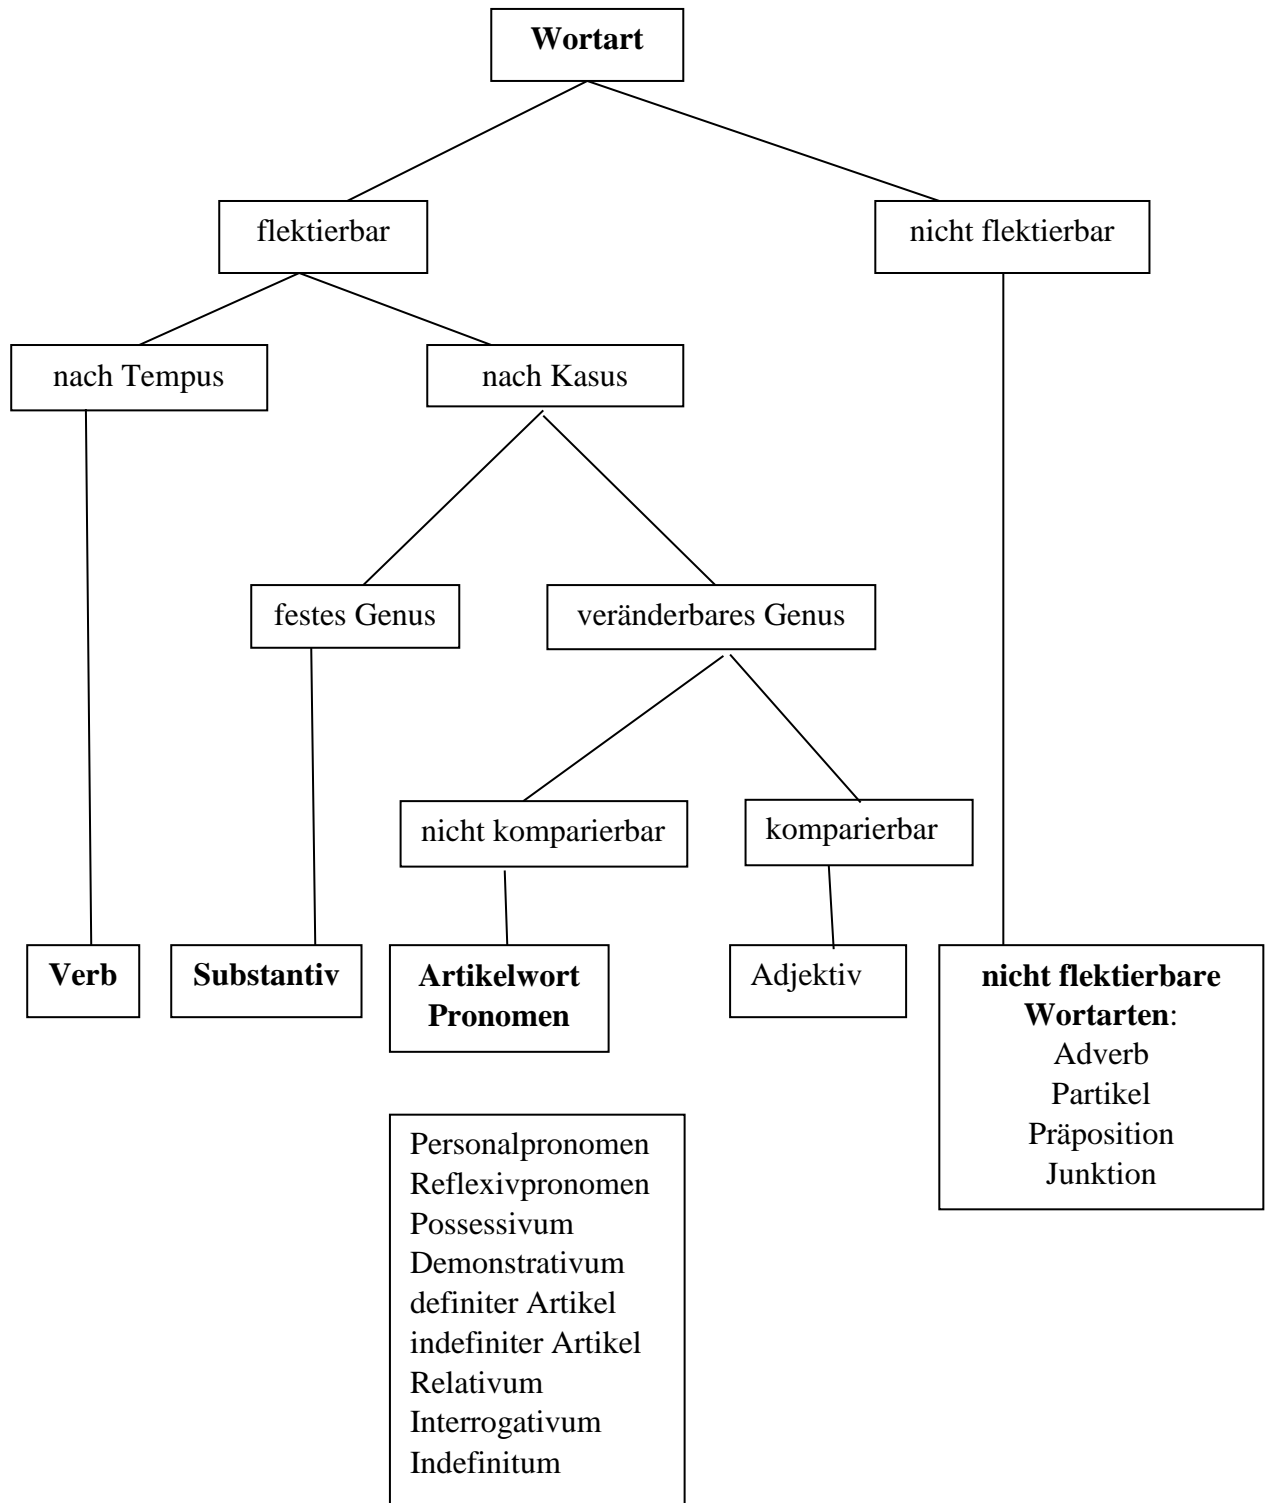 Wortart
flektierbar
nicht flektierbar
nach Tempus
nach Kasus
festes Genus
veränderbares Genus
nicht komparierbar
komparierbar
Verb
Substantiv
Artikelwort
Pronomen
Adjektiv
nicht flektierbare
Wortarten:
Adverb
Partikel
Präposition
Junktion
Personalpronomen
Reflexivpronomen
Possessivum
Demonstrativum
definiter Artikel
indefiniter Artikel
Relativum
Interrogativum
Indefinitum